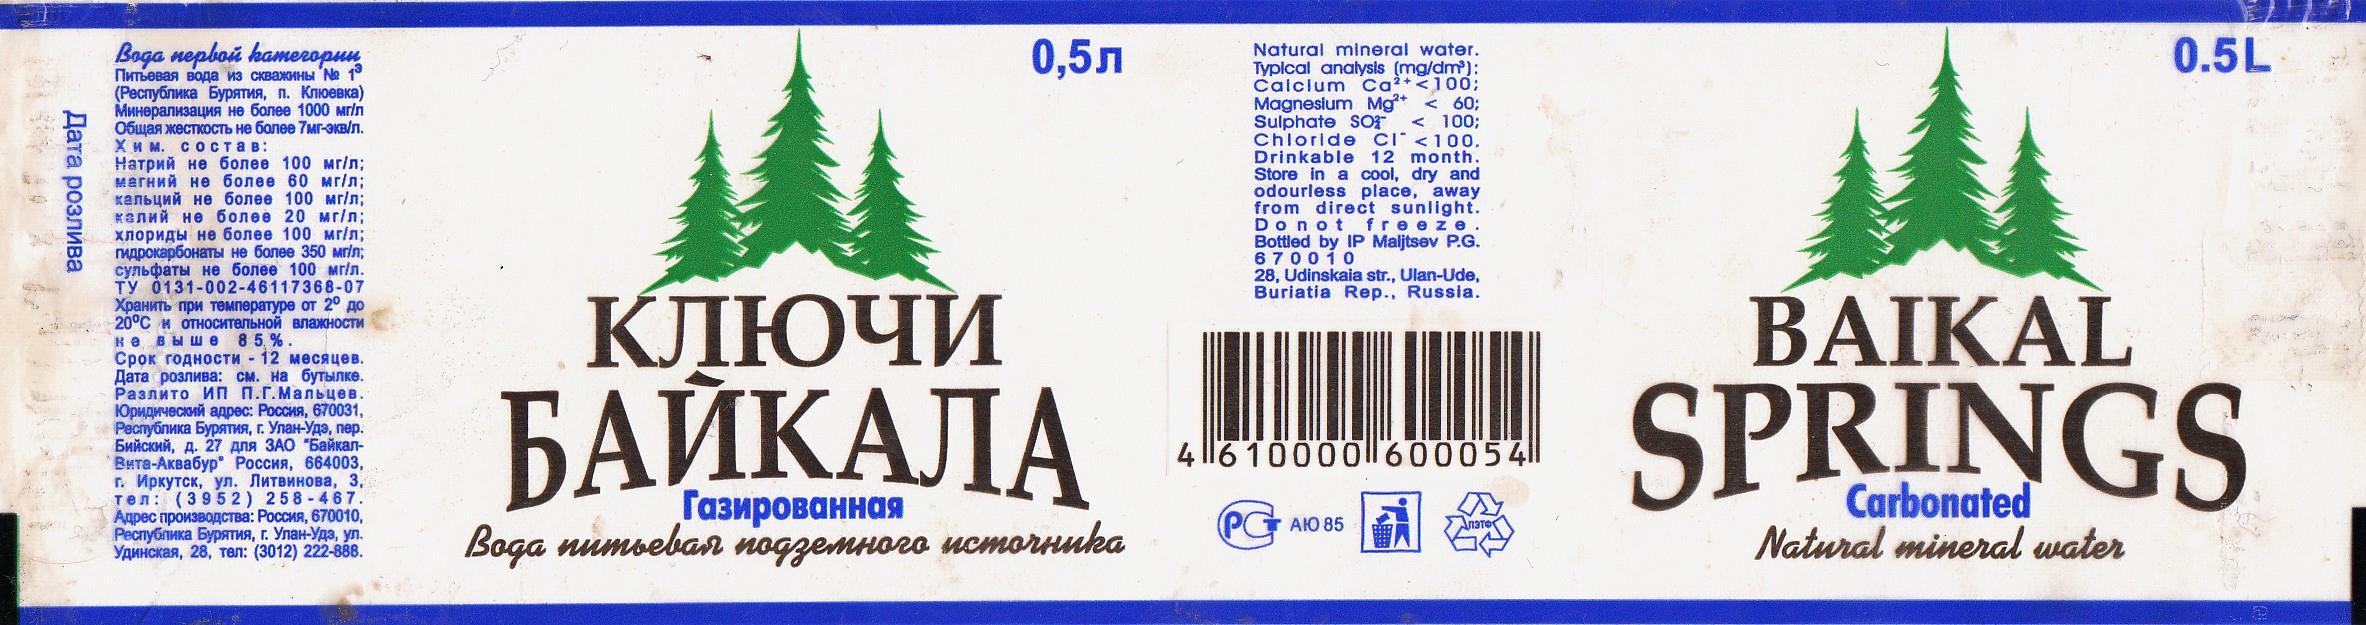 Дата розлива
Вода первой категории
Питьевая вода из скважины № 1Э
(Республика Бурятия, п. Клюевка)
Минерализация не более 1000 мг/л
Общая жесткость не более 7мг-экв/л.
Хим. состав:
Натрий не более 100 мг/л;
магний не более 60 мг/л;
кальций не более 100 мг/л;
калий не более 20 мг/л;
хлориды не более 100 мг/л;
гидрокарбонаты не более 350 мг/л;
сульфаты не более 100 мг/л.
ТУ 0131-002-46117368-07
Хранить при температуре от 2° до
20°С и относительной влажности
не выше 85%.
Срок годности - 12 месяцев.
Дата розлива: см. на бутылке.
Разлито ИП П.Г.Мальцев.
Юридический адрес: Россия, 670031,
Республика Бурятия, г. Улан-Удэ, пер.
Бийский, д. 27 для ЗАО "Байкал-
Вита-Аквабур" Россия, 664003,
г. Иркутск, ул. Литвинова, 3,
тел: (3952) 258-467.
Адрес производства: Россия, 670010,
Республика Бурятия, г. Улан-Удэ, ул.
Удинская, 28, тел: (3012) 222-888.
0,5л
КЛЮЧИ
БАЙКАЛА
Газированная
Вода питьевая подземного источника
Natural mineral water.
Typical analysis (mg/dm³):
Calcium Ca²⁺<100;
Magnesium Mg²⁺ < 60;
Sulphate SO₄²⁻ < 100;
Chloride Cl⁻ <100.
Drinkable 12 month.
Store in a cool, dry and
odourless place, away
from direct sunlight.
Donot freeze.
Bottled by IP Maljtsev P.G.
670010
28, Udinskaia str., Ulan-Ude,
Buriatia Rep., Russia.
4 610000 600054
РСТ АЮ 85
ПЭТФ
0.5L
BAIKAL
SPRINGS
Carbonated
Natural mineral water